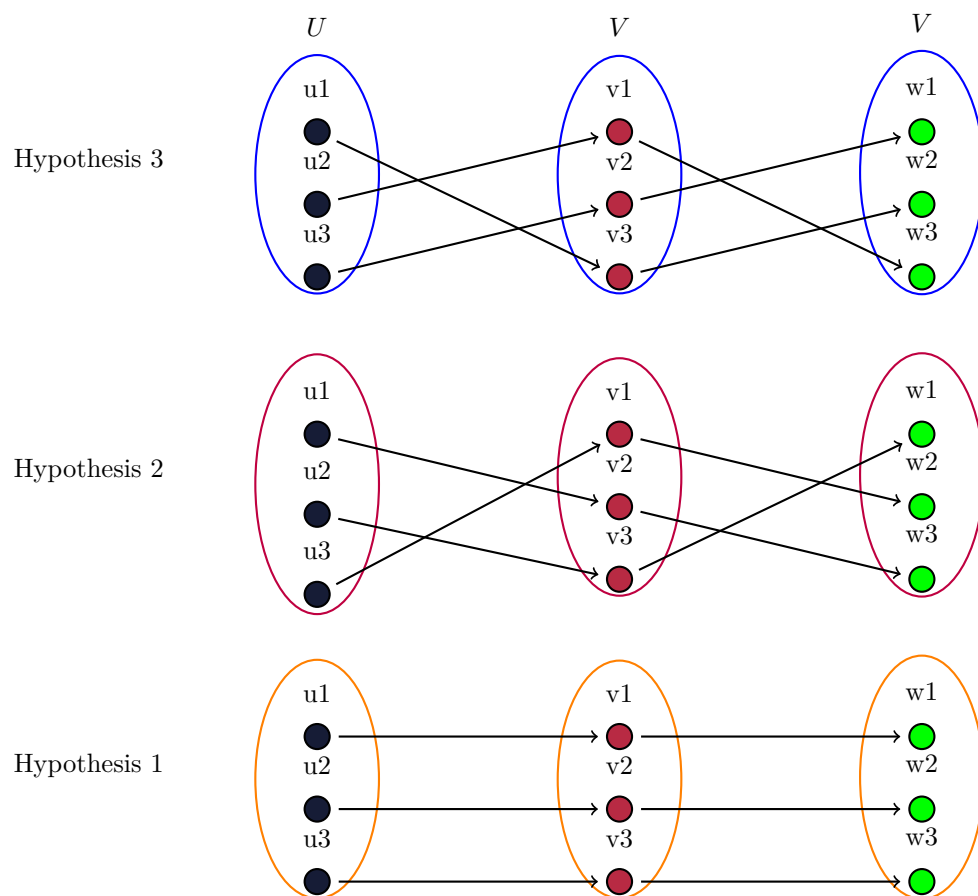 U V V
u1 v1 w1
u2 v2 w2
Hypothesis 3
u3 v3 w3
u1 v1 w1
u2 v2 w2
Hypothesis 2
u3 v3 w3
u1 v1 w1
u2 v2 w2
Hypothesis 1
u3 v3 w3